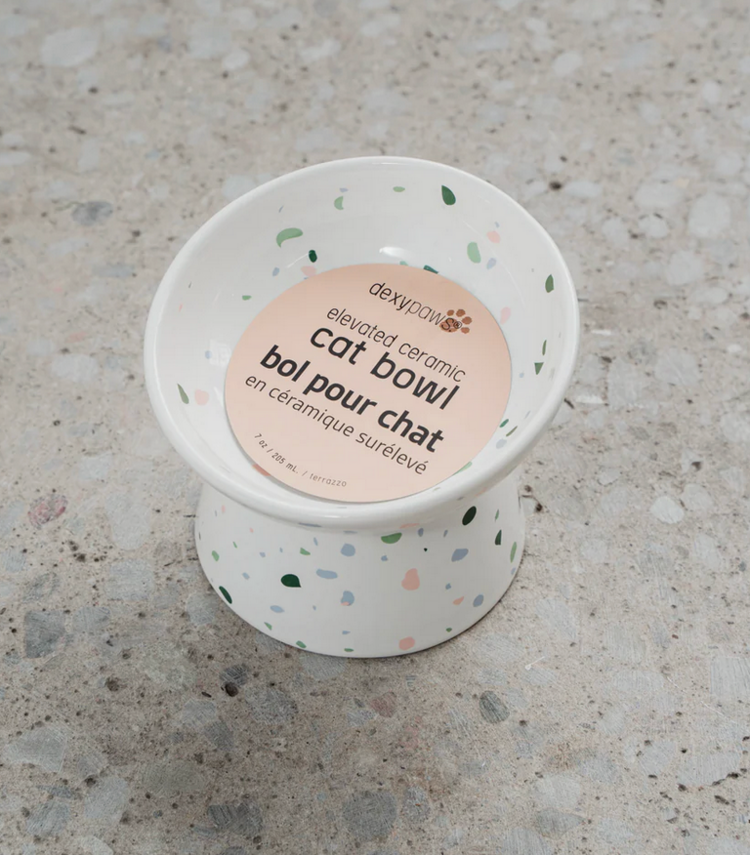 dexypaws®
elevated ceramic
cat bowl
bol pour chat
en céramique surélevé
7 oz / 205 mL. / terrazzo